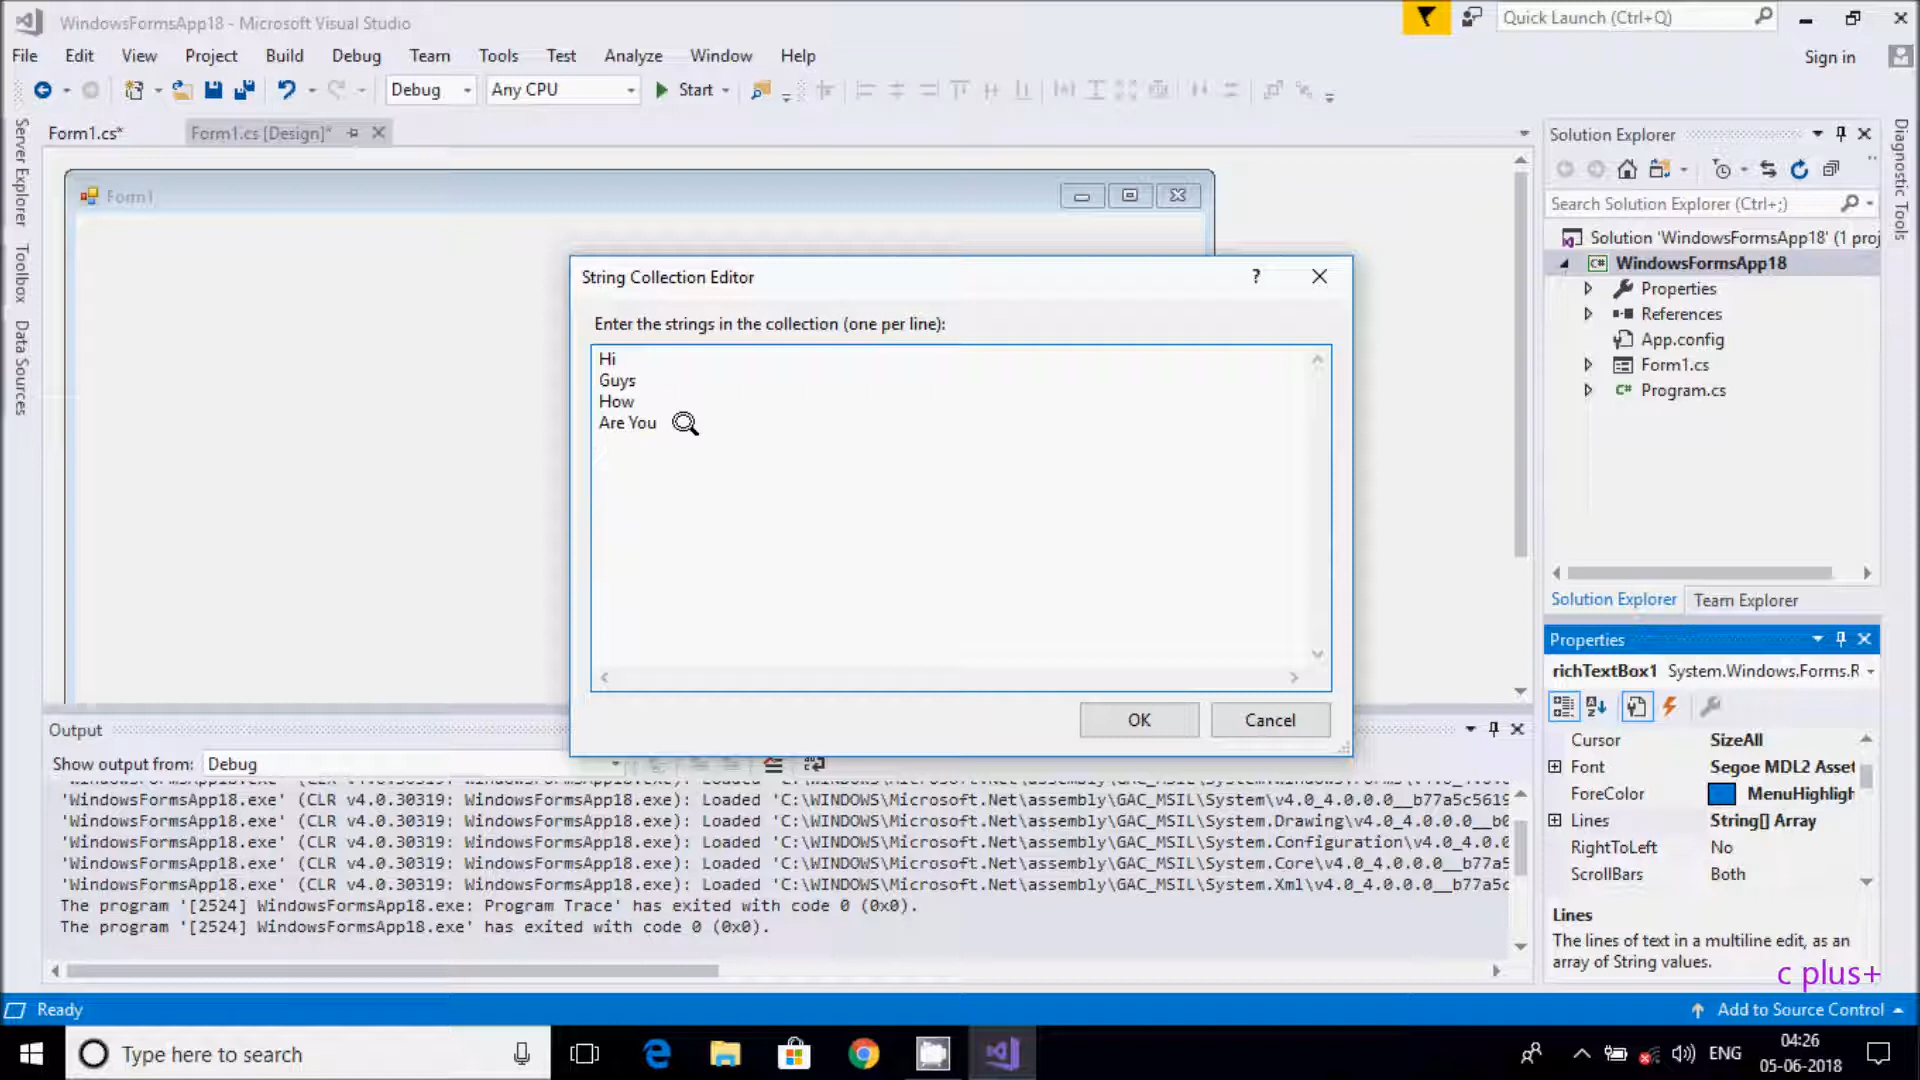 WindowsFormsApp18 - Microsoft Visual Studio
Quick Launch (Ctrl+Q)
File Edit View Project Build Debug Team Tools Test Analyze Window Help
Sign in
Debug Any CPU Start
Form1.cs* Form1.cs [Design]*
Server Explorer
Toolbox
Data Sources
Form1
String Collection Editor
?
Enter the strings in the collection (one per line):
Hi
Guys
How
Are You
OK Cancel
Solution Explorer
Search Solution Explorer (Ctrl+;)
Solution 'WindowsFormsApp18' (1 proj
C# WindowsFormsApp18
Properties
References
App.config
Form1.cs
C# Program.cs
Solution Explorer Team Explorer
Diagnostic Tools
Properties
richTextBox1 System.Windows.Forms.R
Cursor SizeAll
Font Segoe MDL2 Asset
ForeColor MenuHighligh
Lines String[] Array
RightToLeft No
ScrollBars Both
Lines
The lines of text in a multiline edit, as an
array of String values.
c plus+
Output
Show output from: Debug
'WindowsFormsApp18.exe' (CLR v4.0.30319: WindowsFormsApp18.exe): Loaded 'C:\WINDOWS\Microsoft.Net\assembly\GAC_MSIL\System\v4.0_4.0.0.0__b77a5c5619
'WindowsFormsApp18.exe' (CLR v4.0.30319: WindowsFormsApp18.exe): Loaded 'C:\WINDOWS\Microsoft.Net\assembly\GAC_MSIL\System.Drawing\v4.0_4.0.0.0__b0
'WindowsFormsApp18.exe' (CLR v4.0.30319: WindowsFormsApp18.exe): Loaded 'C:\WINDOWS\Microsoft.Net\assembly\GAC_MSIL\System.Configuration\v4.0_4.0.0
'WindowsFormsApp18.exe' (CLR v4.0.30319: WindowsFormsApp18.exe): Loaded 'C:\WINDOWS\Microsoft.Net\assembly\GAC_MSIL\System.Core\v4.0_4.0.0.0__b77a5
'WindowsFormsApp18.exe' (CLR v4.0.30319: WindowsFormsApp18.exe): Loaded 'C:\WINDOWS\Microsoft.Net\assembly\GAC_MSIL\System.Xml\v4.0_4.0.0.0__b77a5c
The program '[2524] WindowsFormsApp18.exe: Program Trace' has exited with code 0 (0x0).
The program '[2524] WindowsFormsApp18.exe' has exited with code 0 (0x0).
Ready
Add to Source Control
Type here to search
ENG
04:26
05-06-2018